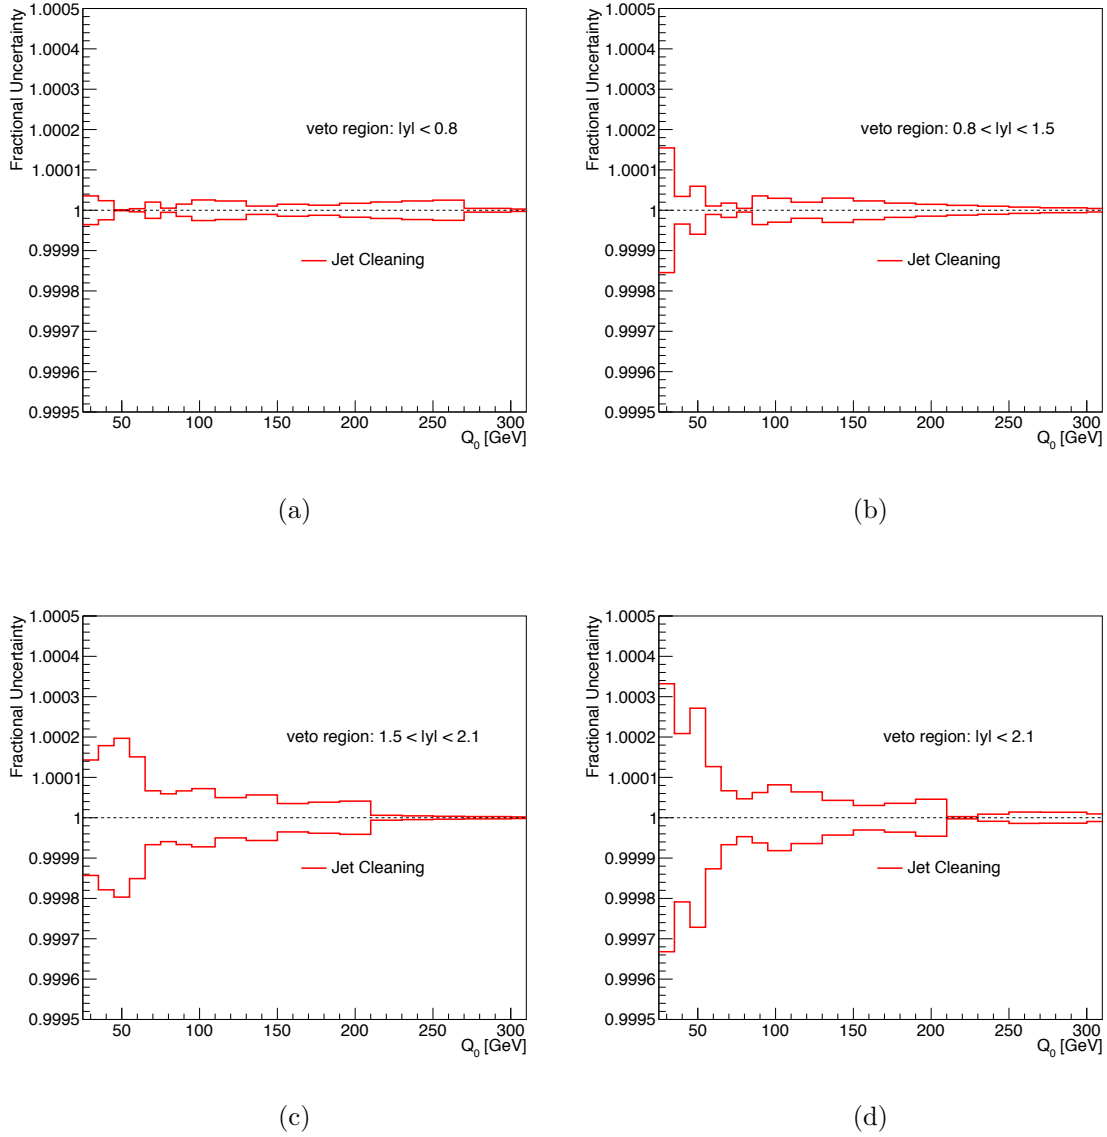 Fractional Uncertainty
1.0005
1.0004
1.0003
1.0002
1.0001
1
0.9999
0.9998
0.9997
0.9996
0.9995
veto region: |y| < 0.8
Jet Cleaning
50 100 150 200 250 300
Q₀ [GeV]
(a)
Fractional Uncertainty
1.0005
1.0004
1.0003
1.0002
1.0001
1
0.9999
0.9998
0.9997
0.9996
0.9995
veto region: 0.8 < |y| < 1.5
Jet Cleaning
50 100 150 200 250 300
Q₀ [GeV]
(b)
Fractional Uncertainty
1.0005
1.0004
1.0003
1.0002
1.0001
1
0.9999
0.9998
0.9997
0.9996
0.9995
veto region: 1.5 < |y| < 2.1
Jet Cleaning
50 100 150 200 250 300
Q₀ [GeV]
(c)
Fractional Uncertainty
1.0005
1.0004
1.0003
1.0002
1.0001
1
0.9999
0.9998
0.9997
0.9996
0.9995
veto region: |y| < 2.1
Jet Cleaning
50 100 150 200 250 300
Q₀ [GeV]
(d)